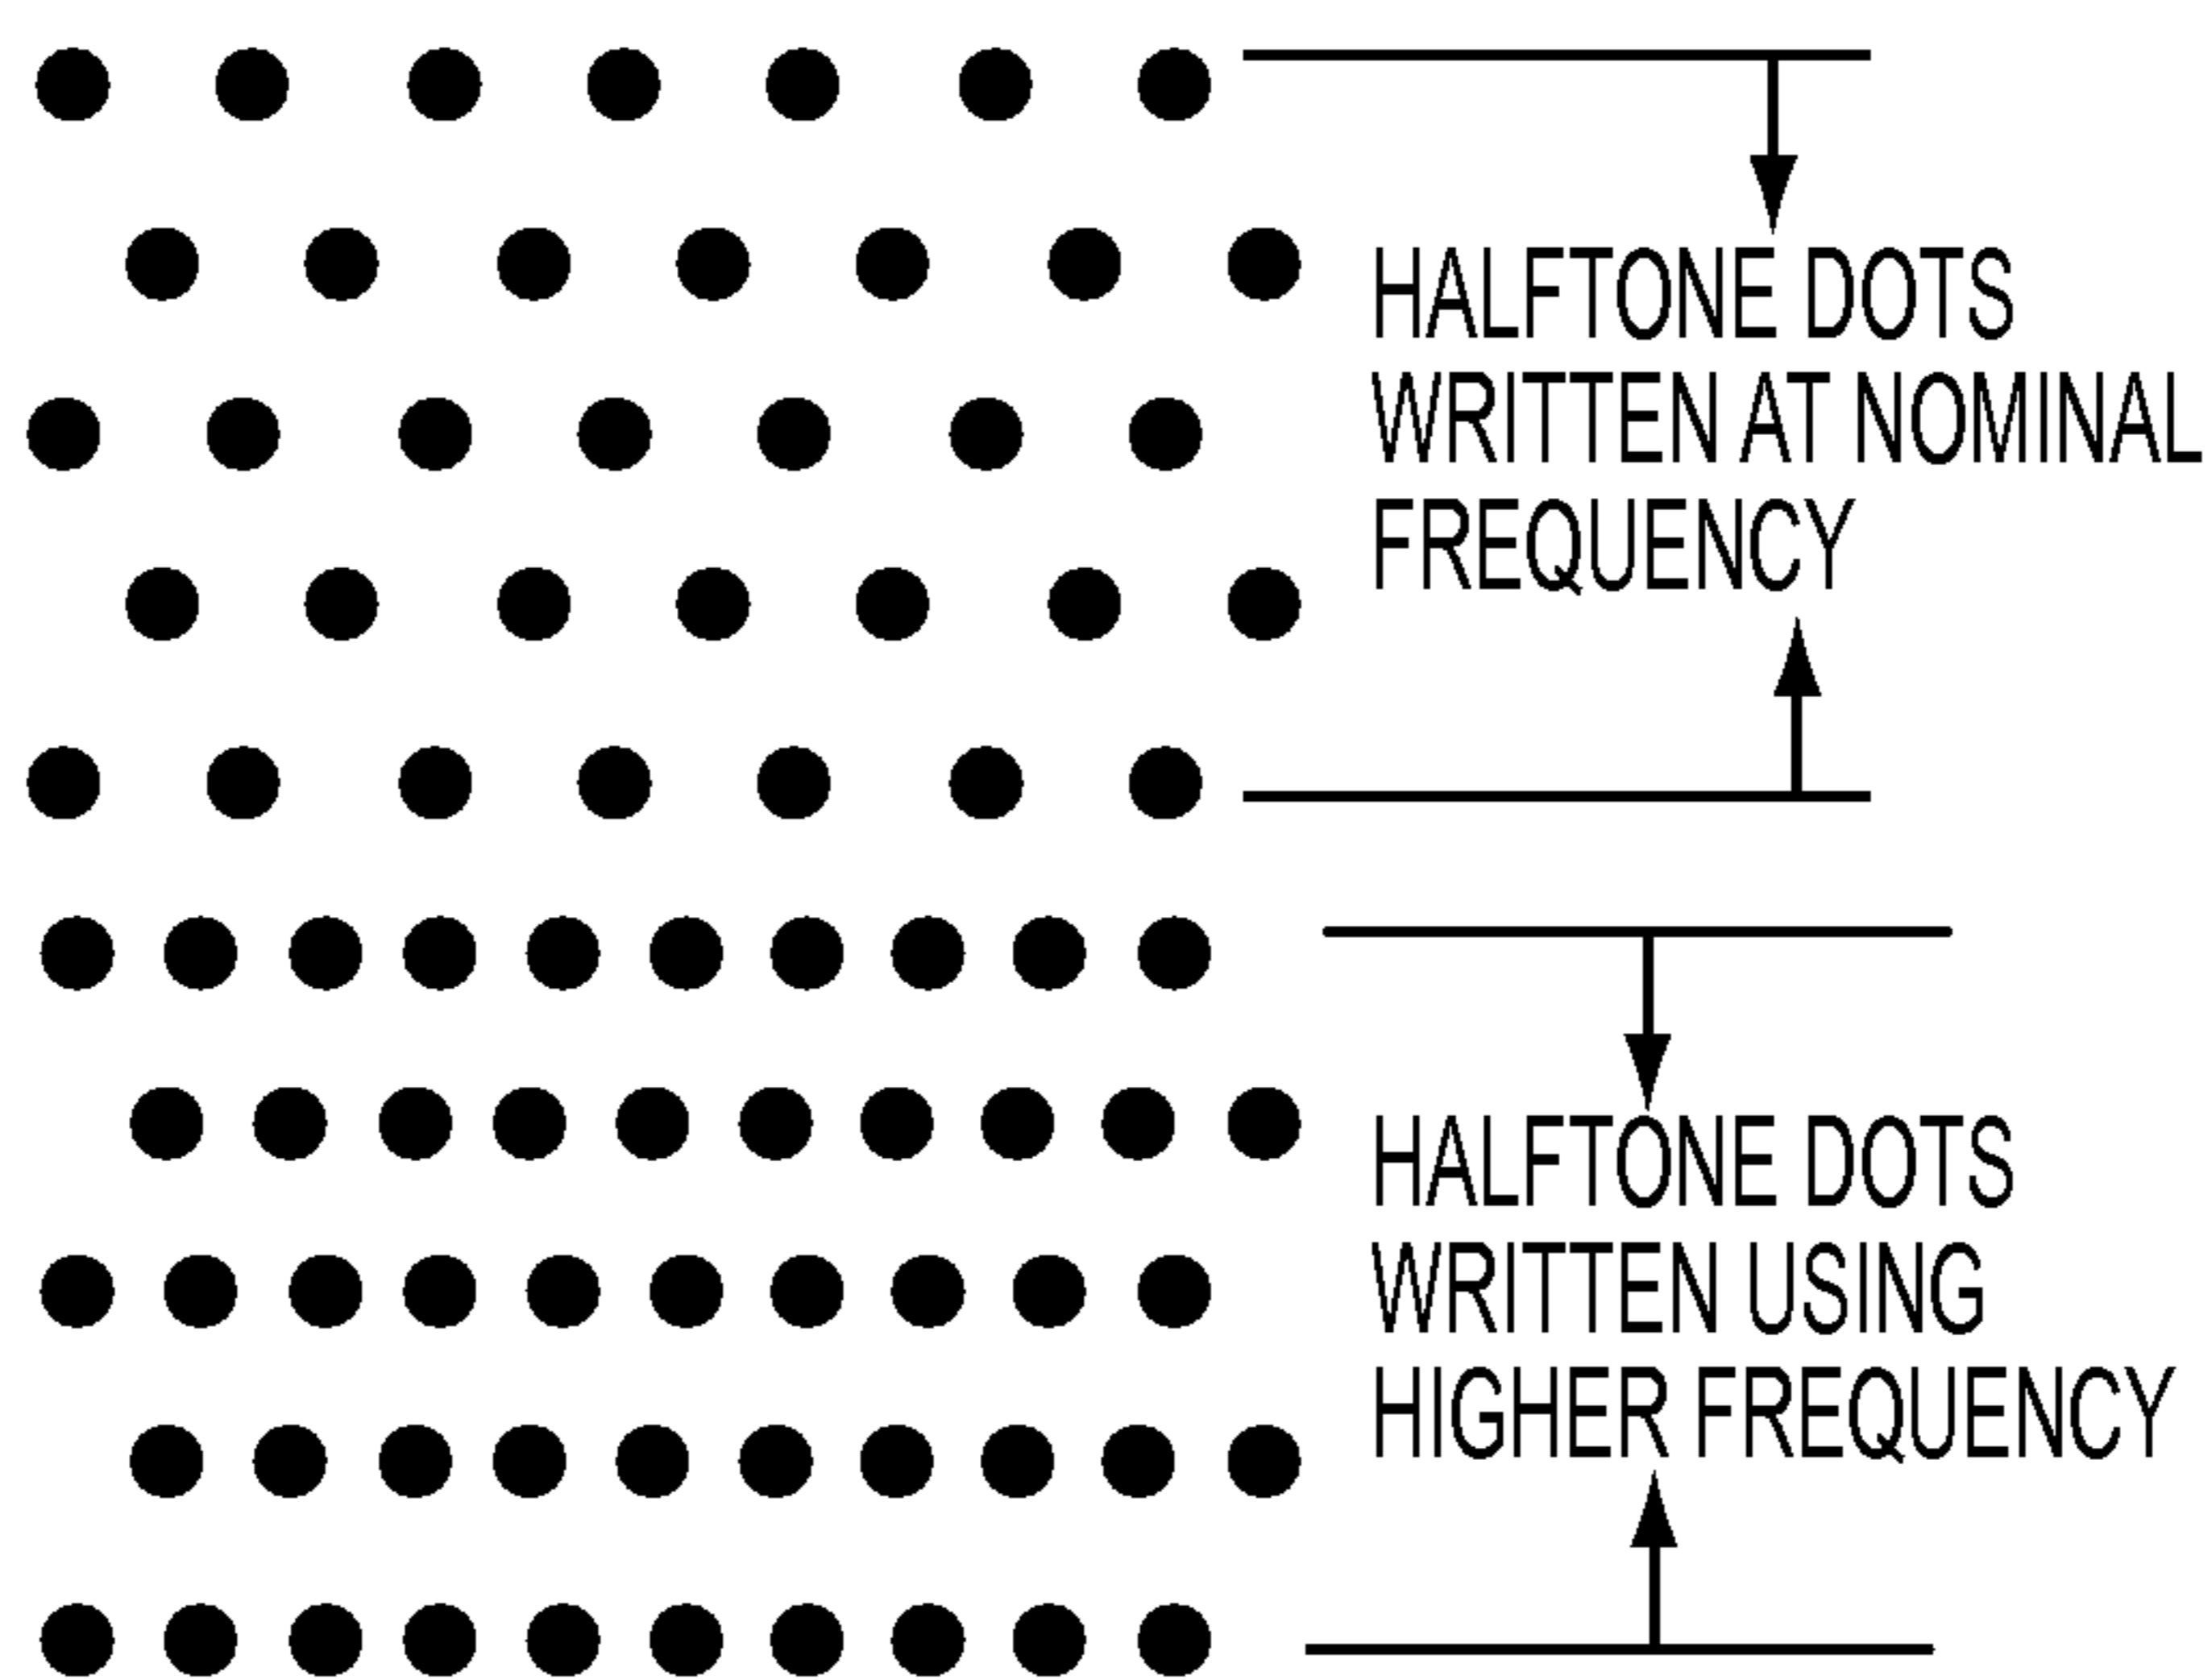 HALFTONE DOTS
WRITTEN AT NOMINAL
FREQUENCY
HALFTONE DOTS
WRITTEN USING
HIGHER FREQUENCY